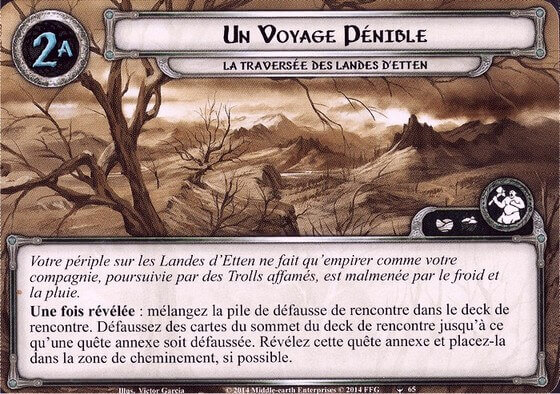 2A
Un Voyage Pénible
La Traversée des Landes d'Etten
Votre périple sur les Landes d'Etten ne fait qu'empirer comme votre
compagnie, poursuivie par des Trolls affamés, est malmenée par le froid et
la pluie.
Une fois révélée : mélangez la pile de défausse de rencontre dans le deck de
rencontre. Défaussez des cartes du sommet du deck de rencontre jusqu'à ce
qu'une quête annexe soit défaussée. Révélez cette quête annexe et placez-la
dans la zone de cheminement, si possible.
Illus. Victor Garcia © 2014 Middle-earth Enterprises © 2014 FFG 65